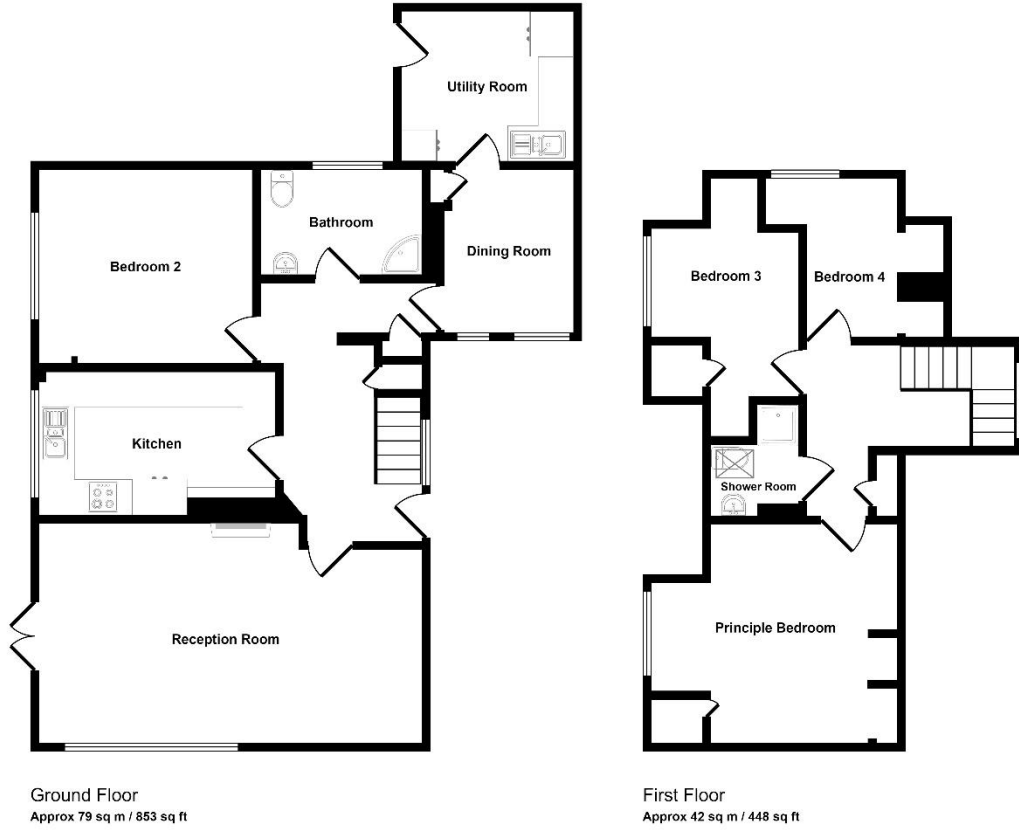 Utility Room
Bathroom
Bedroom 2
Dining Room
Kitchen
Reception Room
Ground Floor
Approx 79 sq m / 853 sq ft
Bedroom 3
Bedroom 4
Shower Room
Principle Bedroom
First Floor
Approx 42 sq m / 448 sq ft